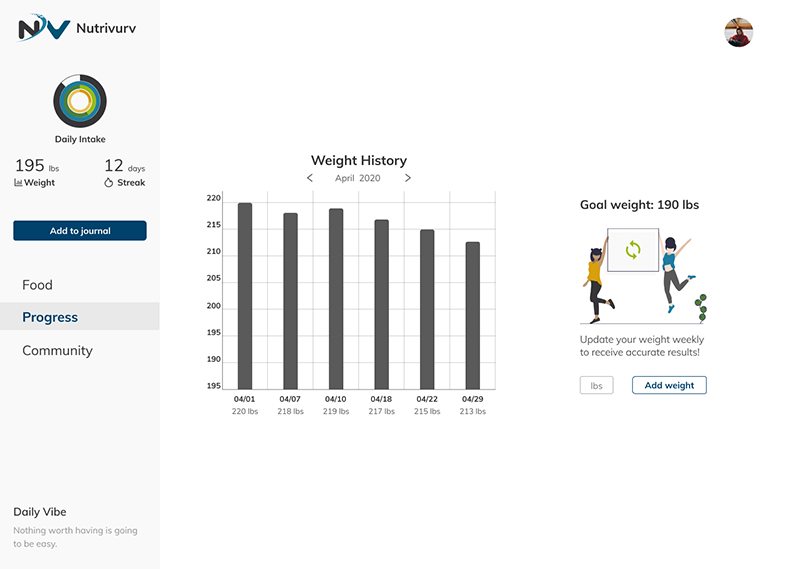 NV Nutrivurv
Daily Intake
195 lbs
12 days
Weight
Streak
Add to journal
Food
Progress
Community
Daily Vibe
Nothing worth having is going
to be easy.
Weight History
< April 2020 >
220
215
210
205
200
195
190
195
04/01 04/07 04/10 04/18 04/22 04/29
220 lbs 218 lbs 219 lbs 217 lbs 215 lbs 213 lbs
Goal weight: 190 lbs
Update your weight weekly
to receive accurate results!
lbs
Add weight